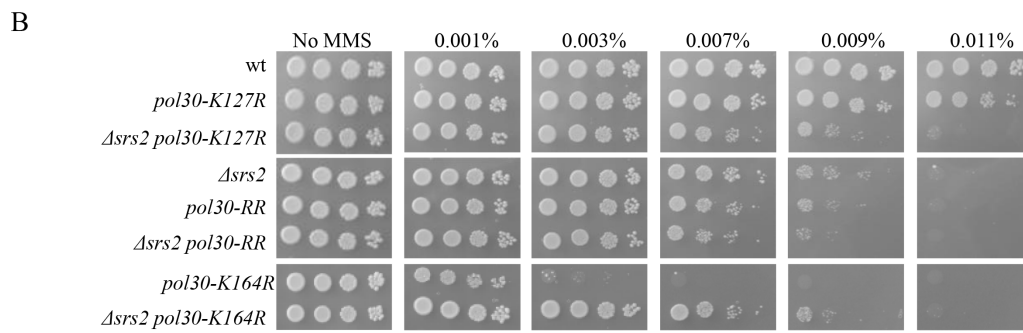 B
No MMS 0.001% 0.003% 0.007% 0.009% 0.011%
wt
pol30-K127R
Δsrs2 pol30-K127R
Δsrs2
pol30-RR
Δsrs2 pol30-RR
pol30-K164R
Δsrs2 pol30-K164R